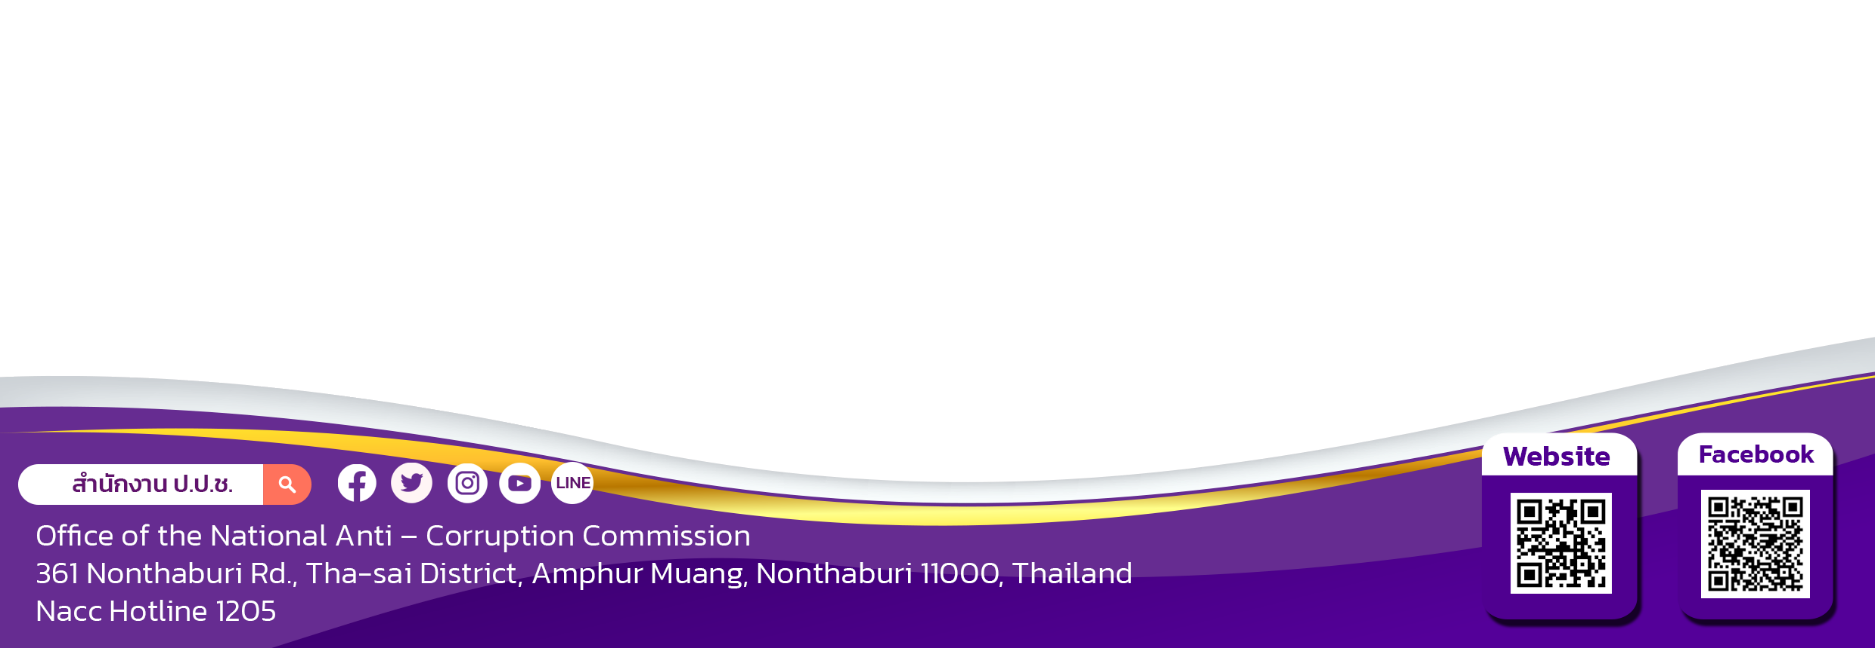 สำนักงาน ป.ป.ช.
LINE
Office of the National Anti – Corruption Commission
361 Nonthaburi Rd., Tha-sai District, Amphur Muang, Nonthaburi 11000, Thailand
Nacc Hotline 1205
Website
Facebook